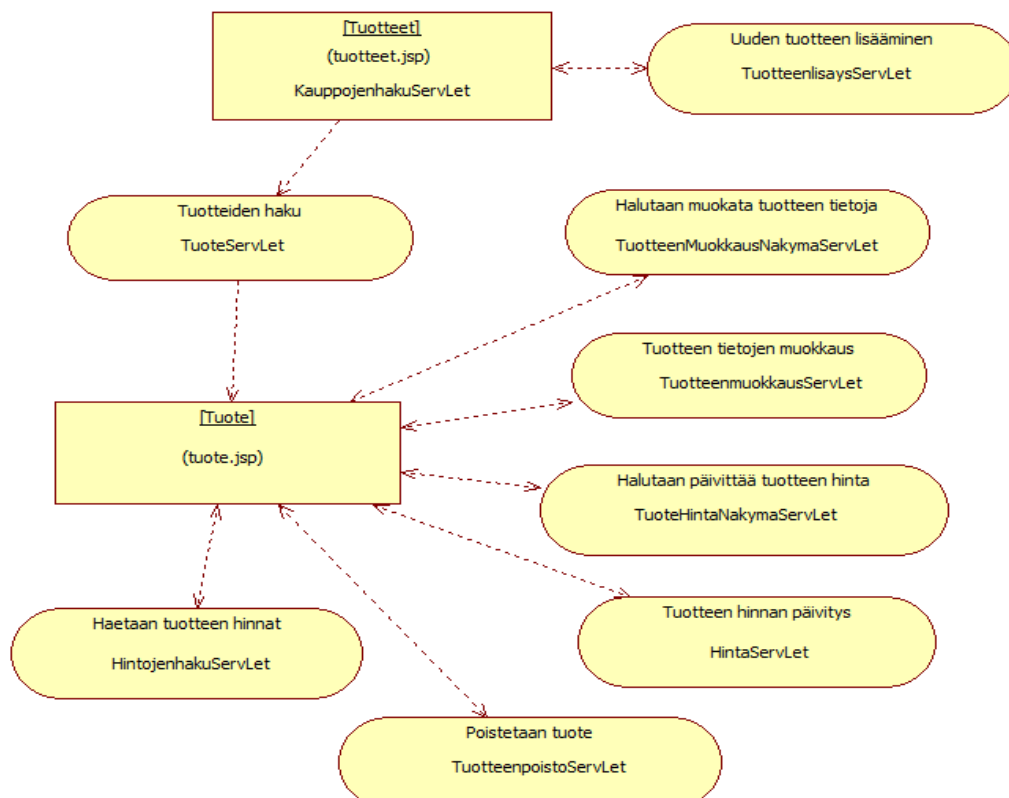 [Tuotteet]
(tuotteet.jsp)
KauppojenhakuServLet
Uuden tuotteen lisääminen
TuotteenlisaysServLet
Tuotteiden haku
TuoteServLet
Halutaan muokata tuotteen tietoja
TuotteenMuokkausNakymaServLet
Tuotteen tietojen muokkaus
TuotteenmuokkausServLet
[Tuote]
(tuote.jsp)
Halutaan päivittää tuotteen hinta
TuoteHintaNakymaServLet
Haetaan tuotteen hinnat
HintojenhakuServLet
Tuotteen hinnan päivitys
HintaServLet
Poistetaan tuote
TuotteenpoistoServLet